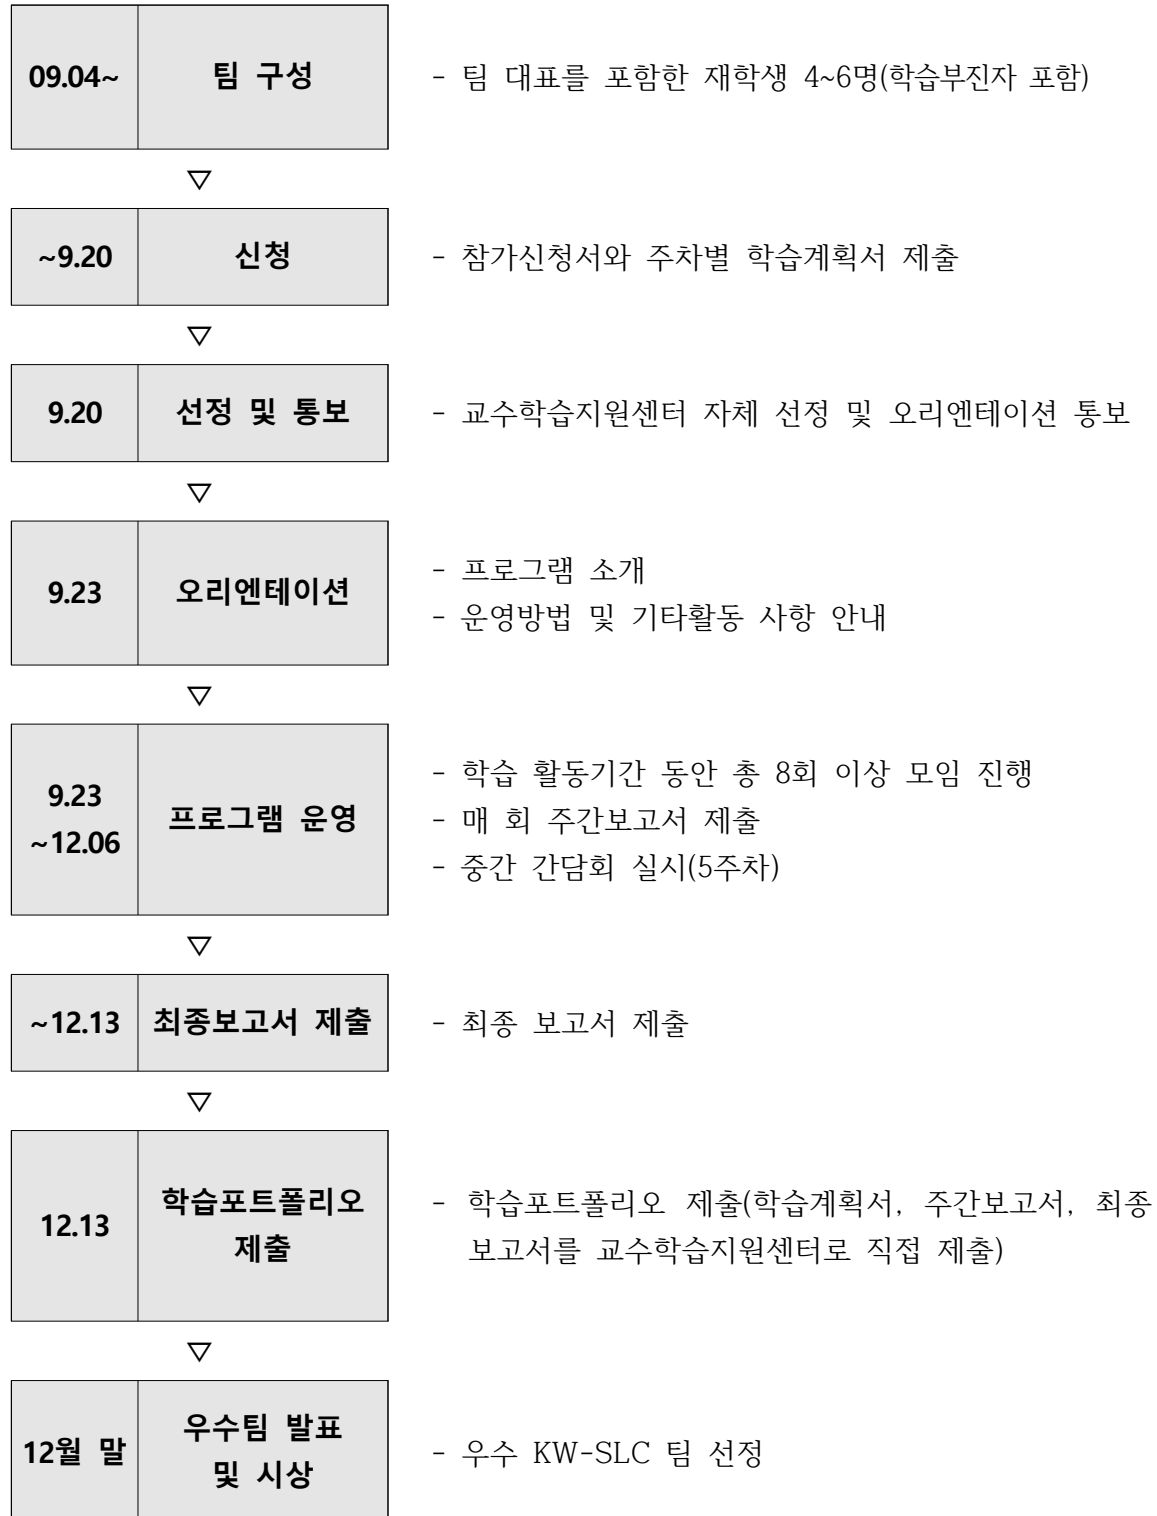 09.04~ 팀 구성 - 팀 대표를 포함한 재학생 4~6명(학습부진자 포함)
▽
~9.20 신청 - 참가신청서와 주차별 학습계획서 제출
▽
9.20 선정 및 통보 - 교수학습지원센터 자체 선정 및 오리엔테이션 통보
▽
9.23 오리엔테이션
- 프로그램 소개
- 운영방법 및 기타활동 사항 안내
▽
9.23
~12.06
프로그램 운영
- 학습 활동기간 동안 총 8회 이상 모임 진행
- 매 회 주간보고서 제출
- 중간 간담회 실시(5주차)
▽
~12.13 최종보고서 제출 - 최종 보고서 제출
▽
12.13
학습포트폴리오
제출
- 학습포트폴리오 제출(학습계획서, 주간보고서, 최종
보고서를 교수학습지원센터로 직접 제출)
▽
12월 말
우수팀 발표
및 시상
- 우수 KW-SLC 팀 선정